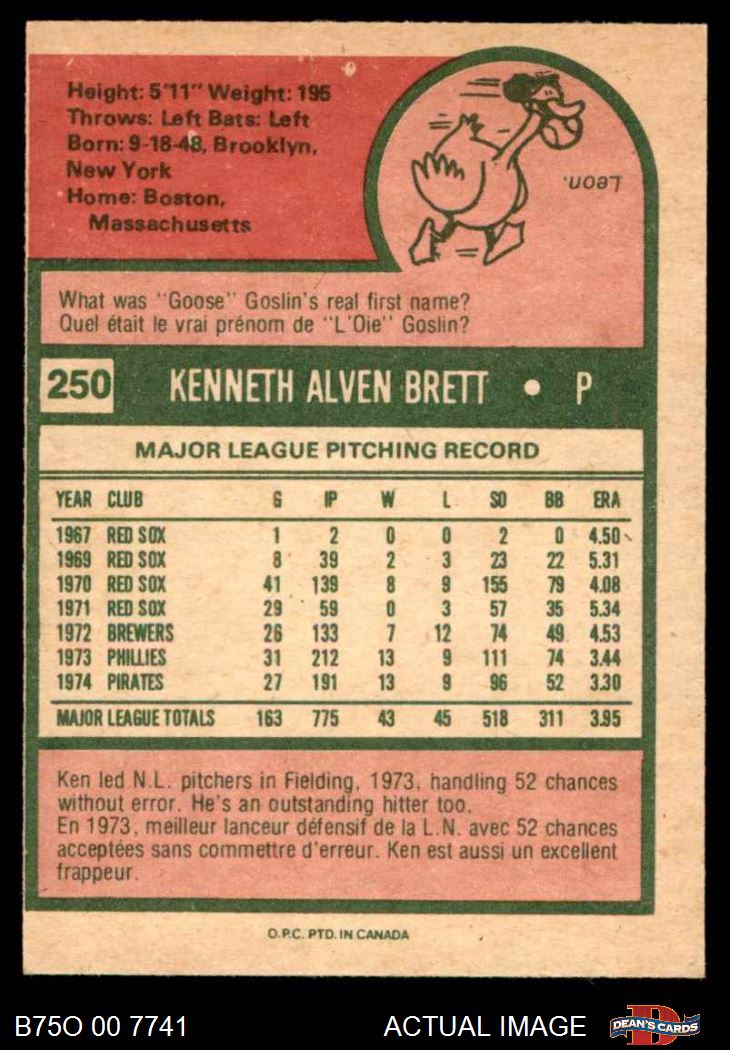 Height: 5'11" Weight: 195
Throws: Left Bats: Left
Born: 9-18-48, Brooklyn,
New York
Home: Boston,
Massachusetts
Leon.
What was "Goose" Goslin's real first name?
Quel était le vrai prénom de "L'Oie" Goslin?
250 KENNETH ALVEN BRETT • P
MAJOR LEAGUE PITCHING RECORD
YEAR CLUB G IP W L SO BB ERA
1967 RED SOX 1 2 0 0 2 0 4.50
1969 RED SOX 8 39 2 3 23 22 5.31
1970 RED SOX 41 139 8 9 155 79 4.08
1971 RED SOX 29 59 0 3 57 35 5.34
1972 BREWERS 26 133 7 12 74 49 4.53
1973 PHILLIES 31 212 13 9 111 74 3.44
1974 PIRATES 27 191 13 9 96 52 3.30
MAJOR LEAGUE TOTALS 163 775 43 45 518 311 3.95
Ken led N.L. pitchers in Fielding, 1973, handling 52 chances
without error. He's an outstanding hitter too.
En 1973, meilleur lanceur défensif de la L.N. avec 52 chances
acceptées sans commettre d'erreur. Ken est aussi un excellent
frappeur.
O.P.C. PTD. IN CANADA
B75O 00 7741 ACTUAL IMAGE DEAN'S CARDS